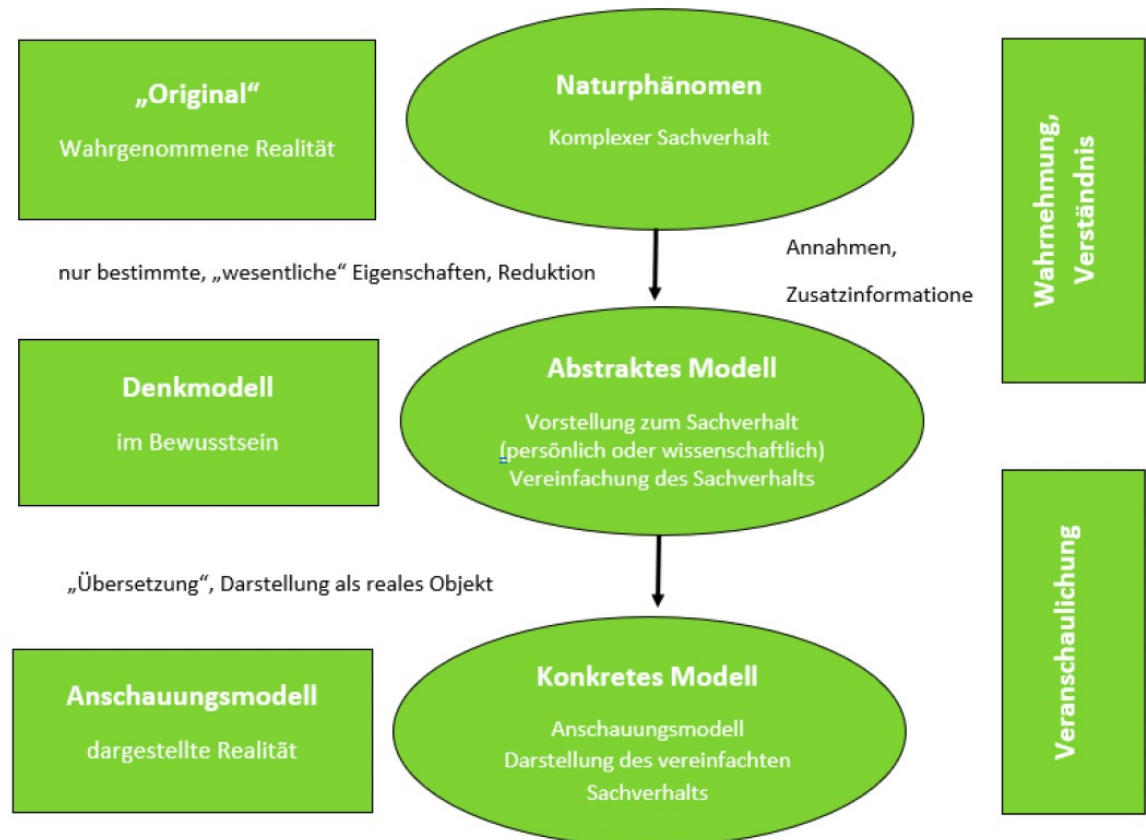 „Original“
Wahrgenommene Realität
Naturphänomen
Komplexer Sachverhalt
Wahrnehmung,
Verständnis
nur bestimmte, „wesentliche“ Eigenschaften, Reduktion
Annahmen,
Zusatzinformatione
Denkmodell
im Bewusstsein
Abstraktes Modell
Vorstellung zum Sachverhalt
(persönlich oder wissenschaftlich)
Vereinfachung des Sachverhalts
„Übersetzung“, Darstellung als reales Objekt
Veranschaulichung
Anschauungsmodell
dargestellte Realität
Konkretes Modell
Anschauungsmodell
Darstellung des vereinfachten
Sachverhalts